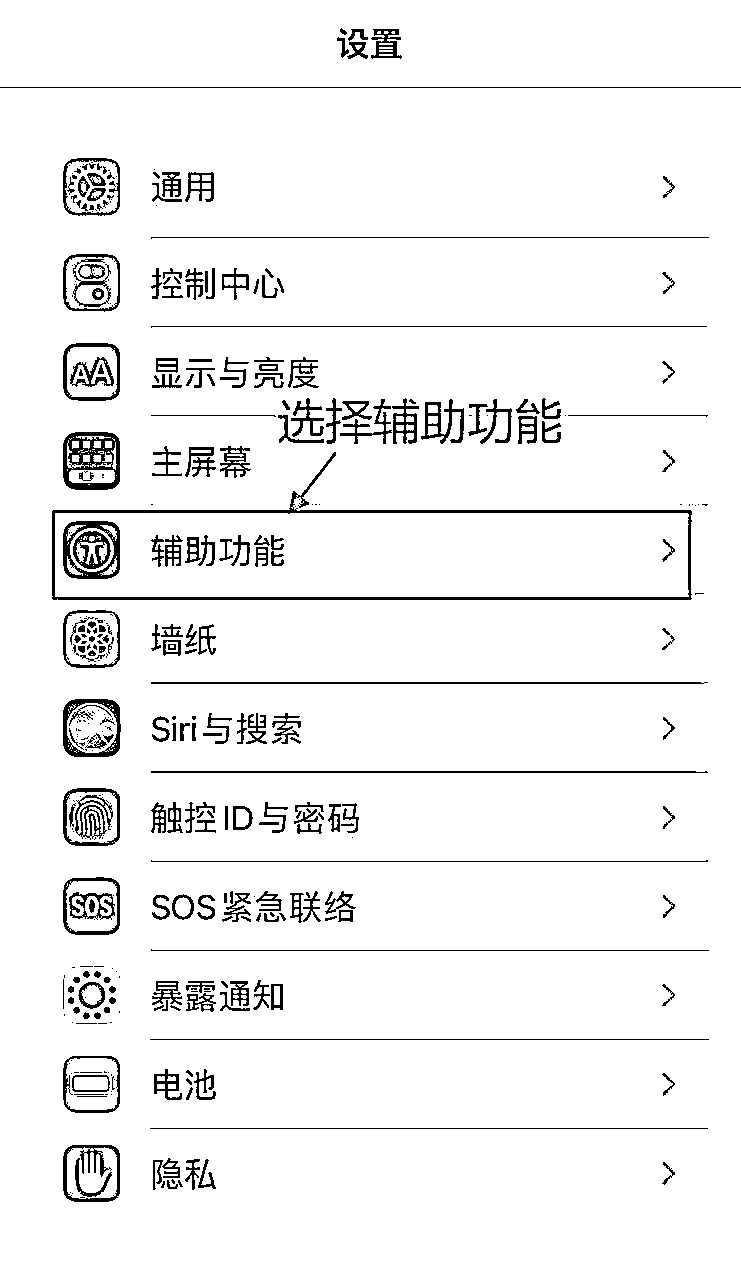 设置
通用
控制中心
AA
显示与亮度
选择辅助功能
主屏幕
辅助功能
墙纸
Siri与搜索
触控ID与密码
SOS
SOS紧急联络
暴露通知
电池
隐私